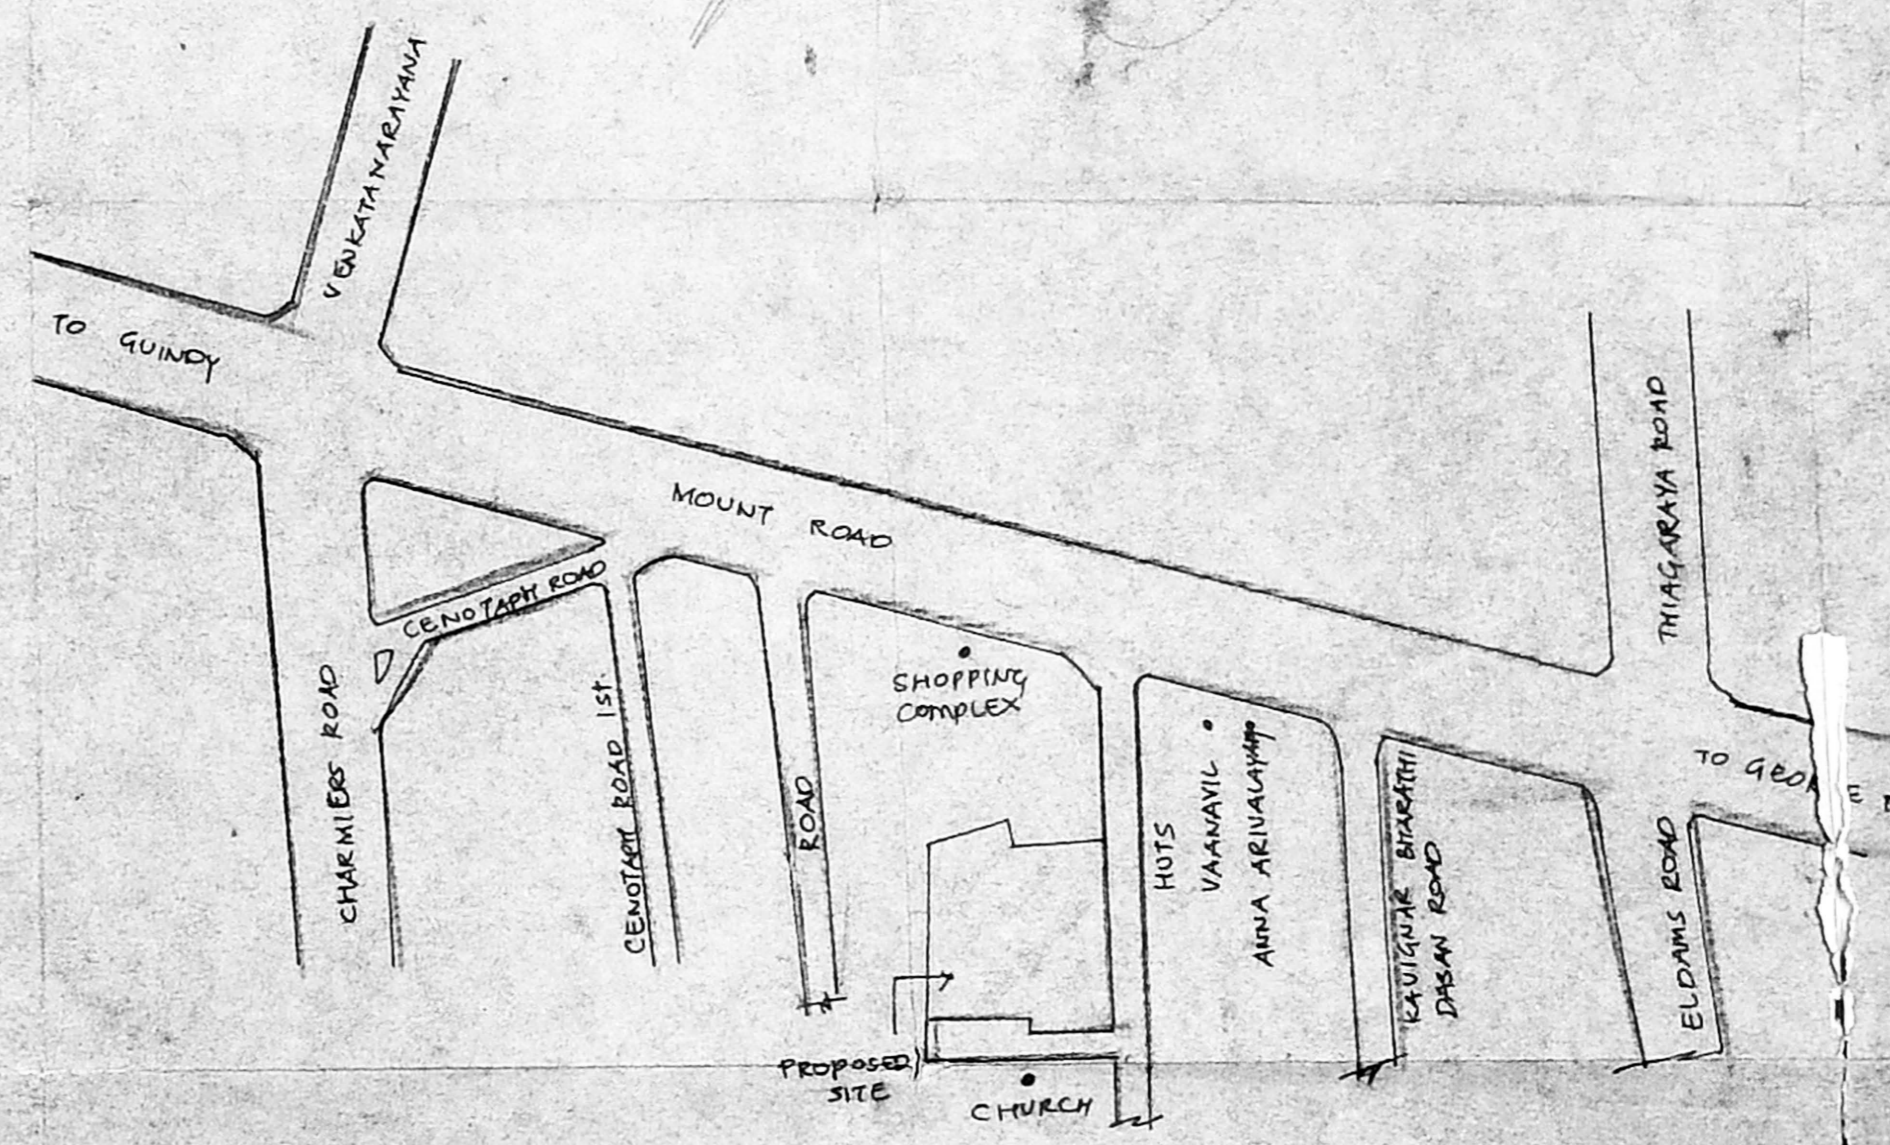 VENKATANARAYANA
TO GUINDY
MOUNT ROAD
THIAGARAYA ROAD
CENOTAPH ROAD
SHOPPING
COMPLEX
TO GEO
E
CHARMIERS ROAD
CENOTAPH ROAD 1st.
ROAD
HUTS
VAANAVIL
ANNA ARIVALAYAM
KAVIGNAR BHARATHI
DASAN ROAD
ELDAMS ROAD
PROPOSED
SITE
CHURCH